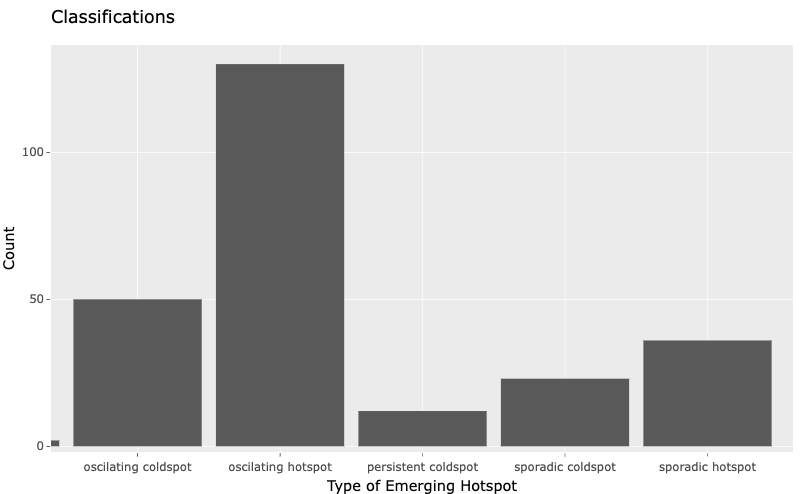 Classifications
Count
100
50
0
oscilating coldspot
oscilating hotspot
persistent coldspot
sporadic coldspot
sporadic hotspot
Type of Emerging Hotspot